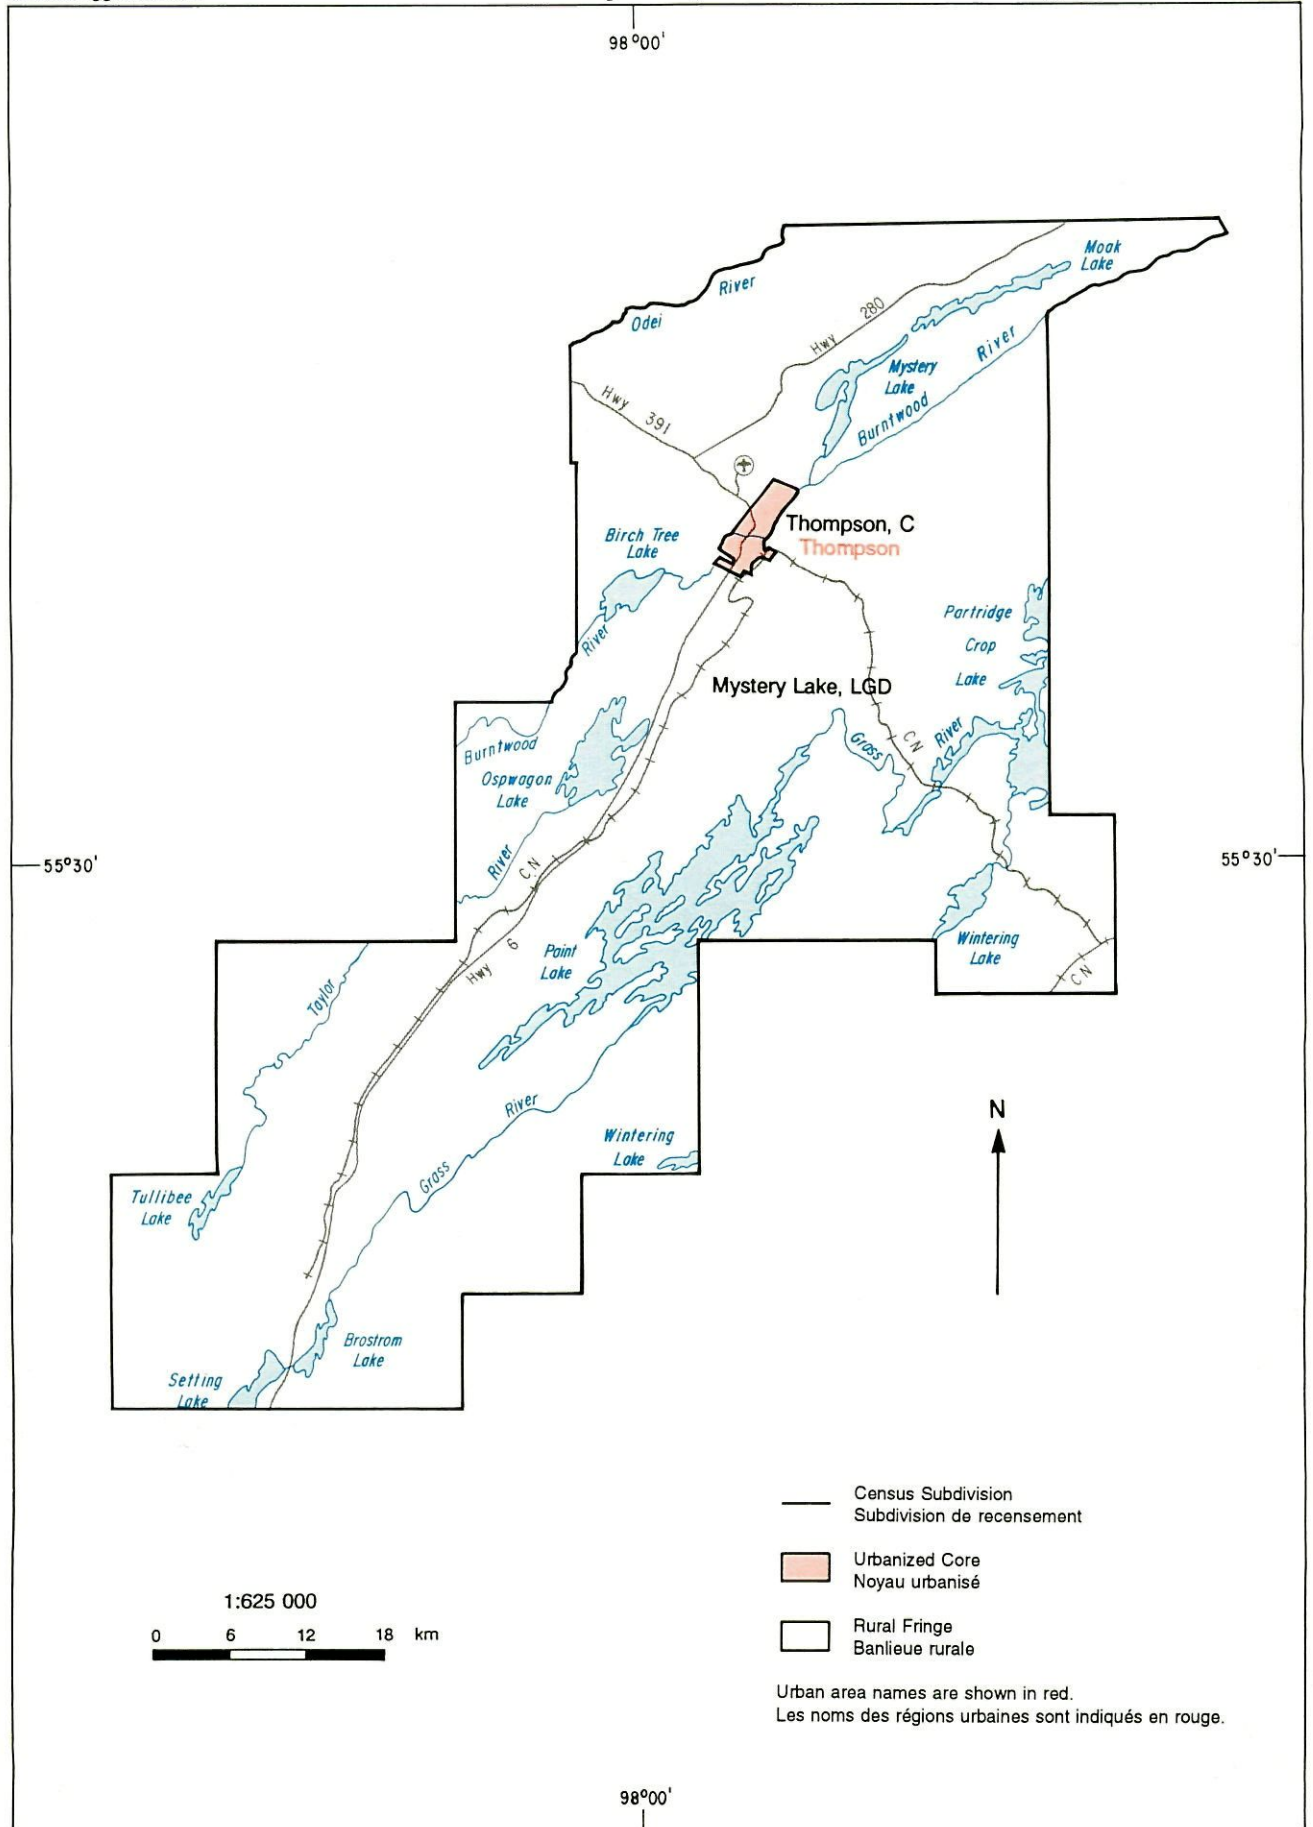 98°00'
Moak
Lake
River
Odei
Hwy 280
River
Mystery
Lake
Hwy 391
Burntwood
Thompson, C
Thompson
Birch Tree
Lake
Partridge
Crop
Lake
River
Mystery Lake, LGD
Burntwood
Grass
CN
River
Ospwagon
Lake
55°30'
River
CN
55°30'
Wintering
Lake
Paint
Lake
Hwy 6
CN
Taylor
River
N
Wintering
Lake
Grass
Tullibee
Lake
Brostrom
Lake
Setting
Lake
Census Subdivision
Subdivision de recensement
Urbanized Core
Noyau urbanisé
1:625 000
0 6 12 18 km
Rural Fringe
Banlieue rurale
Urban area names are shown in red.
Les noms des régions urbaines sont indiqués en rouge.
98°00'